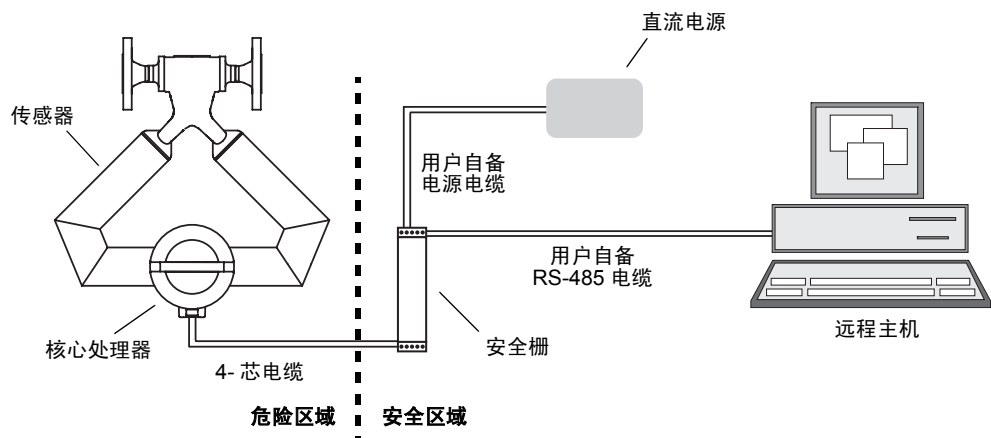 直流电源
传感器
用户自备
电源电缆
用户自备
RS-485 电缆
远程主机
安全栅
核心处理器
4- 芯电缆
危险区域
安全区域